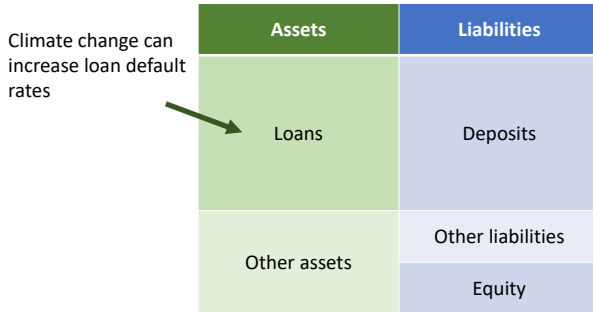 Climate change can
increase loan default
rates
Assets
Liabilities
Loans
Deposits
Other assets
Other liabilities
Equity